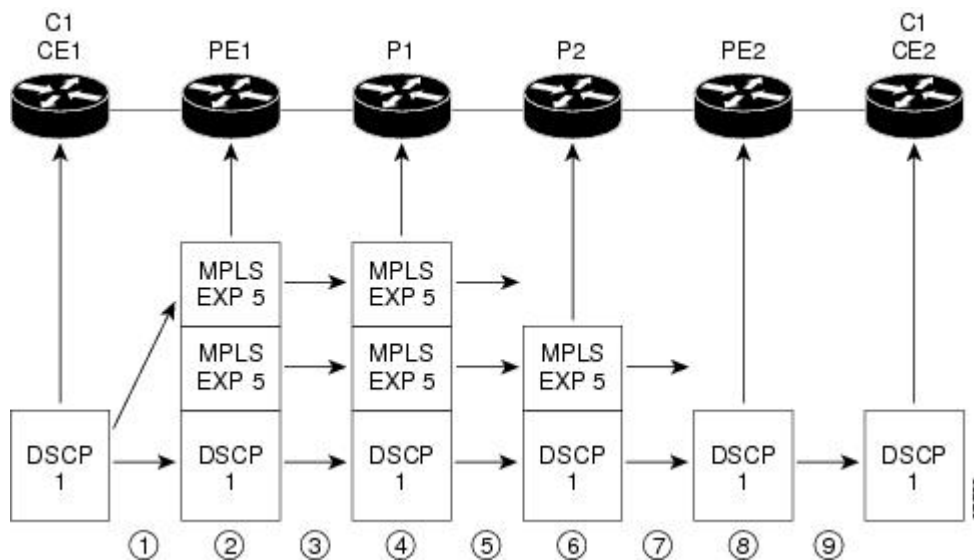 C1
CE1
PE1
P1
P2
PE2
C1
CE2
MPLS
EXP 5
MPLS
EXP 5
MPLS
EXP 5
MPLS
EXP 5
MPLS
EXP 5
DSCP
1
DSCP
1
DSCP
1
DSCP
1
DSCP
1
DSCP
1
1
2
3
4
5
6
7
8
9